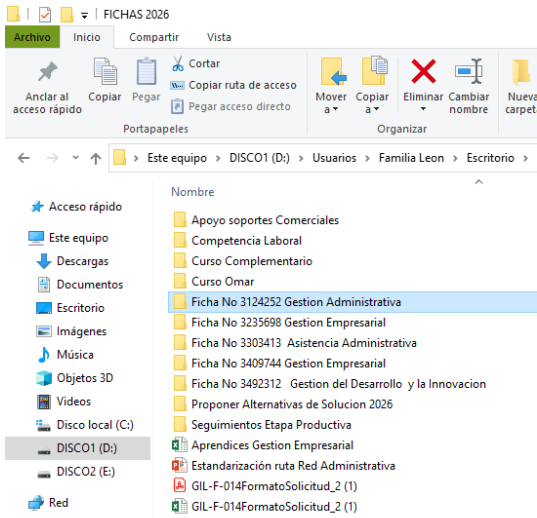 FICHAS 2026
Archivo Inicio Compartir Vista
Anclar al acceso rápido
Copiar
Pegar
Cortar
Copiar ruta de acceso
Pegar acceso directo
Mover a
Copiar a
Eliminar
Cambiar nombre
Nueva
carpet
Portapapeles
Organizar
Este equipo > DISCO1 (D:) > Usuarios > Familia Leon > Escritorio >
Nombre
Acceso rápido
Este equipo
Descargas
Documentos
Escritorio
Imágenes
Música
Objetos 3D
Videos
Disco local (C:)
DISCO1 (D:)
DISCO2 (E:)
Red
Apoyo soportes Comerciales
Competencia Laboral
Curso Complementario
Curso Omar
Ficha No 3124252 Gestion Administrativa
Ficha No 3235698 Gestion Empresarial
Ficha No 3303413  Asistencia Administrativa
Ficha No 3409744 Gestion Empresarial
Ficha No 3492312   Gestion del Desarrollo  y la Innovacion
Proponer Alternativas de Solucion 2026
Seguimientos Etapa Productiva
Aprendices Gestion Empresarial
Estandarización ruta Red Administrativa
GIL-F-014FormatoSolicitud_2 (1)
GIL-F-014FormatoSolicitud_2 (1)